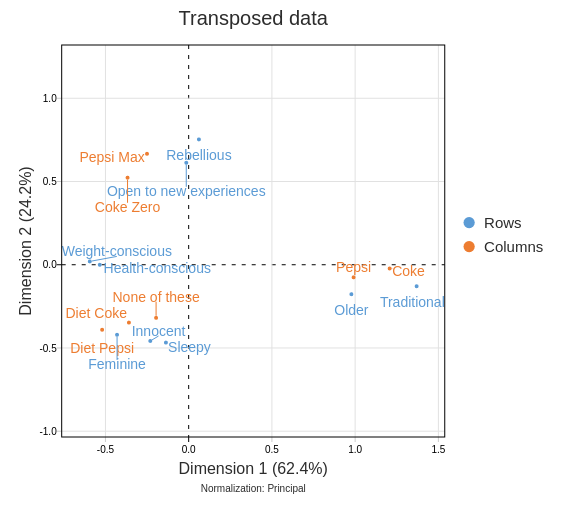 Transposed data
1.0
0.5
0.0
-0.5
-1.0
Dimension 2 (24.2%)
Pepsi Max
Rebellious
Open to new experiences
Coke Zero
Weight-conscious
Health-conscious
Pepsi
Coke
None of these
Traditional
Older
Diet Coke
Innocent
Diet Pepsi
Sleepy
Feminine
-0.5
0.0
0.5
1.0
1.5
Dimension 1 (62.4%)
Normalization: Principal
Rows
Columns